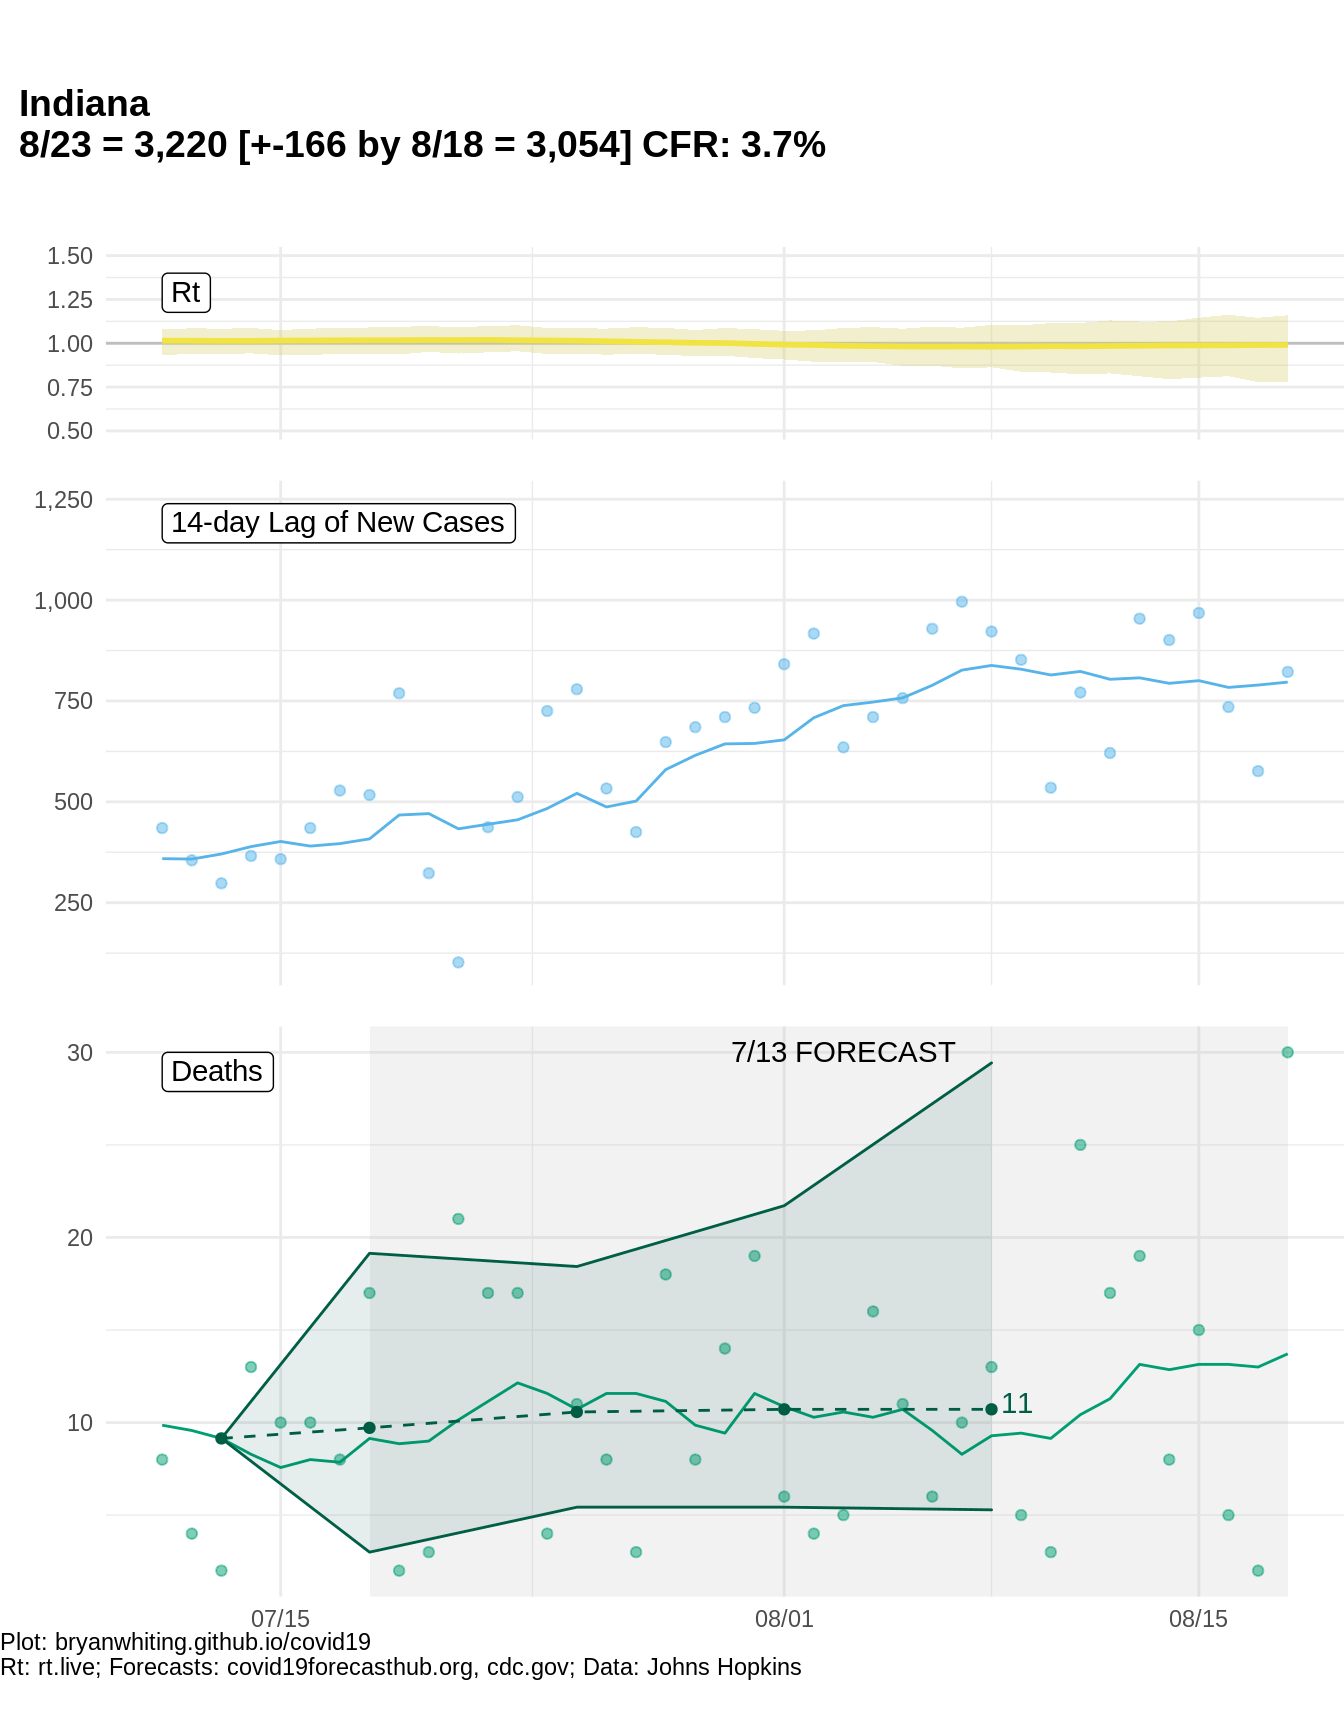 Indiana
8/23 = 3,220 [+-166 by 8/18 = 3,054] CFR: 3.7%
1.50
Rt
1.25
1.00
0.75
0.50
1,250
14-day Lag of New Cases
1,000
750
500
250
30
7/13 FORECAST
Deaths
20
10
11
07/15 08/01 08/15
Plot: bryanwhiting.github.io/covid19
Rt: rt.live; Forecasts: covid19forecasthub.org, cdc.gov; Data: Johns Hopkins